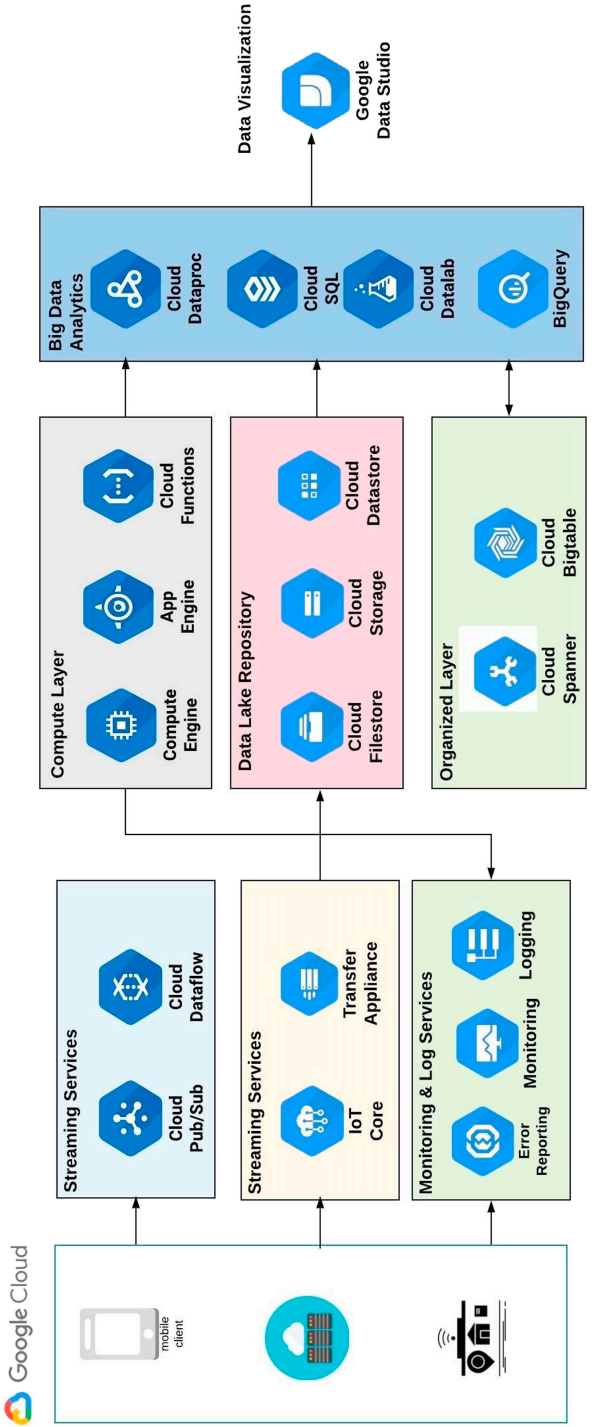 Google Cloud
mobile
client
Streaming Services
Cloud
Pub/Sub
Cloud
Dataflow
Streaming Services
IoT
Core
Transfer
Appliance
Monitoring & Log Services
Error
Reporting
Monitoring
Logging
Compute Layer
Compute
Engine
App
Engine
Cloud
Functions
Data Lake Repository
Cloud
Filestore
Cloud
Storage
Cloud
Datastore
Organized Layer
Cloud
Spanner
Cloud
Bigtable
Big Data
Analytics
Cloud
Dataproc
Cloud
SQL
Cloud
Datalab
BigQuery
Data Visualization
Google
Data Studio